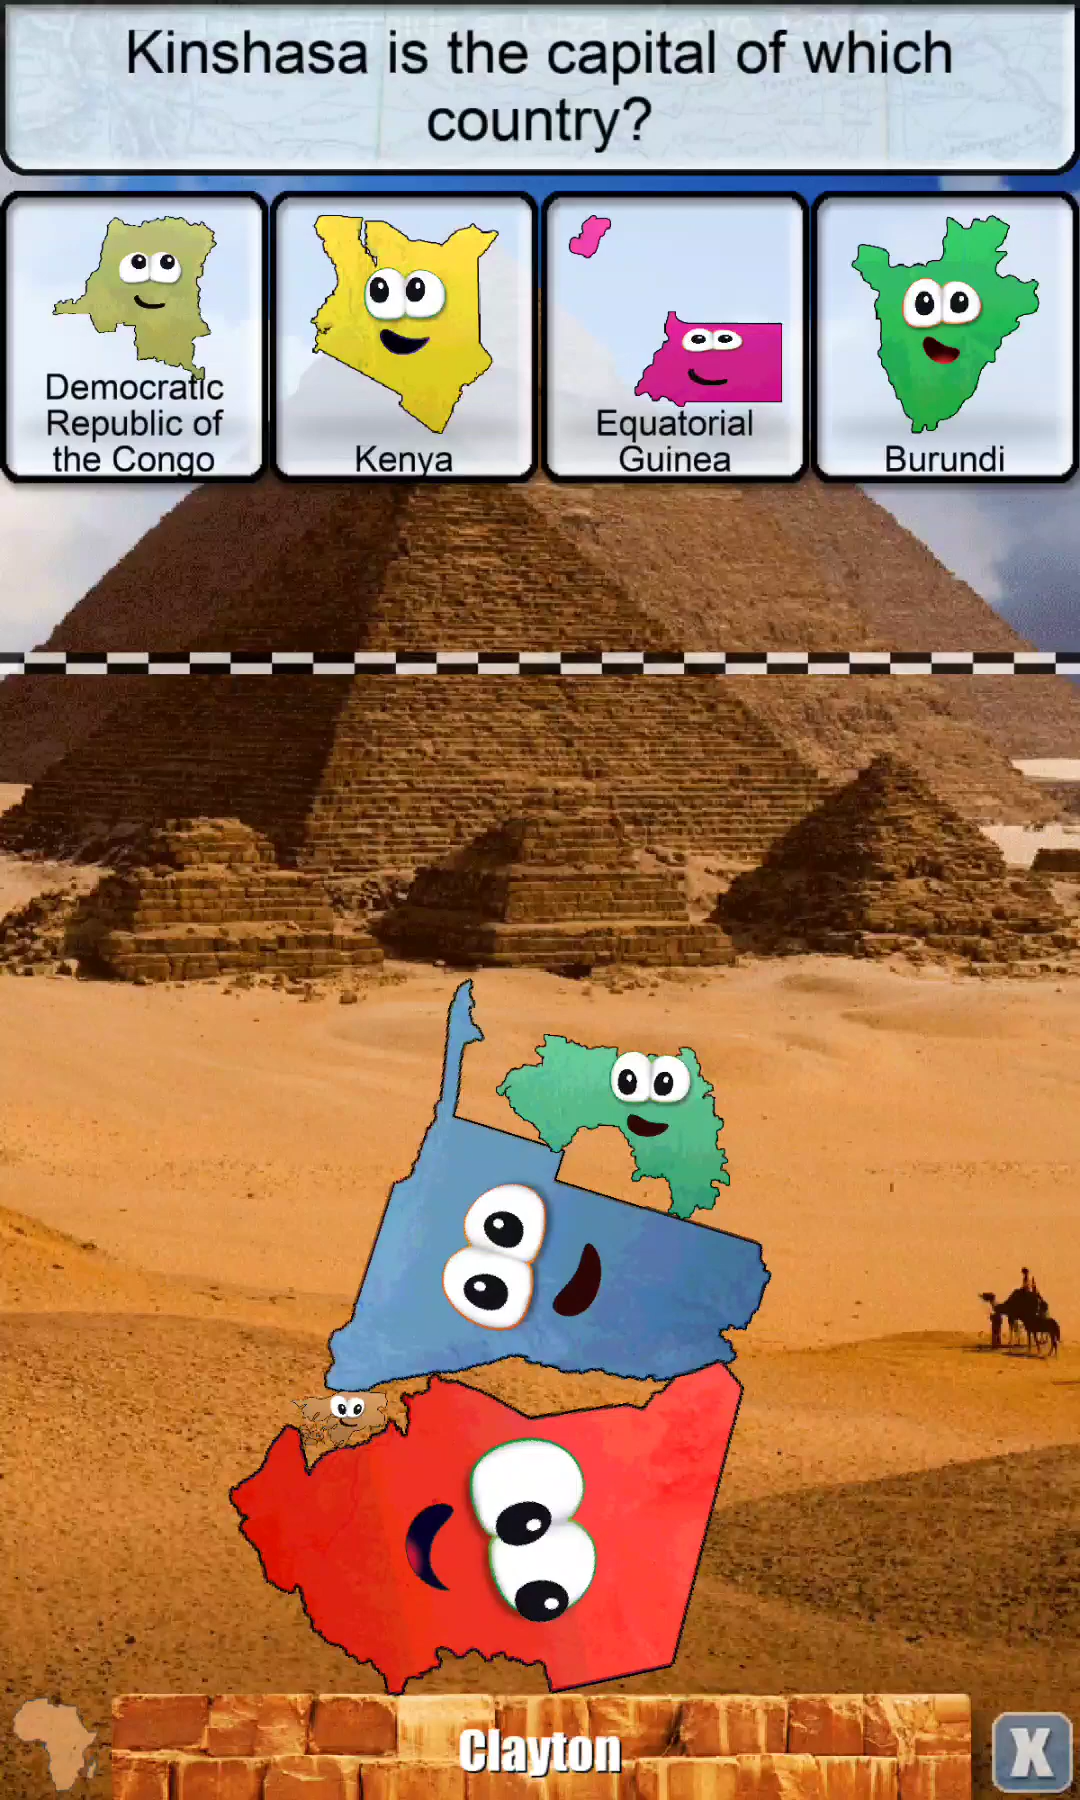 Kinshasa is the capital of which
country?
Democratic
Republic of
the Congo
Kenya
Equatorial
Guinea
Burundi
Clayton
X